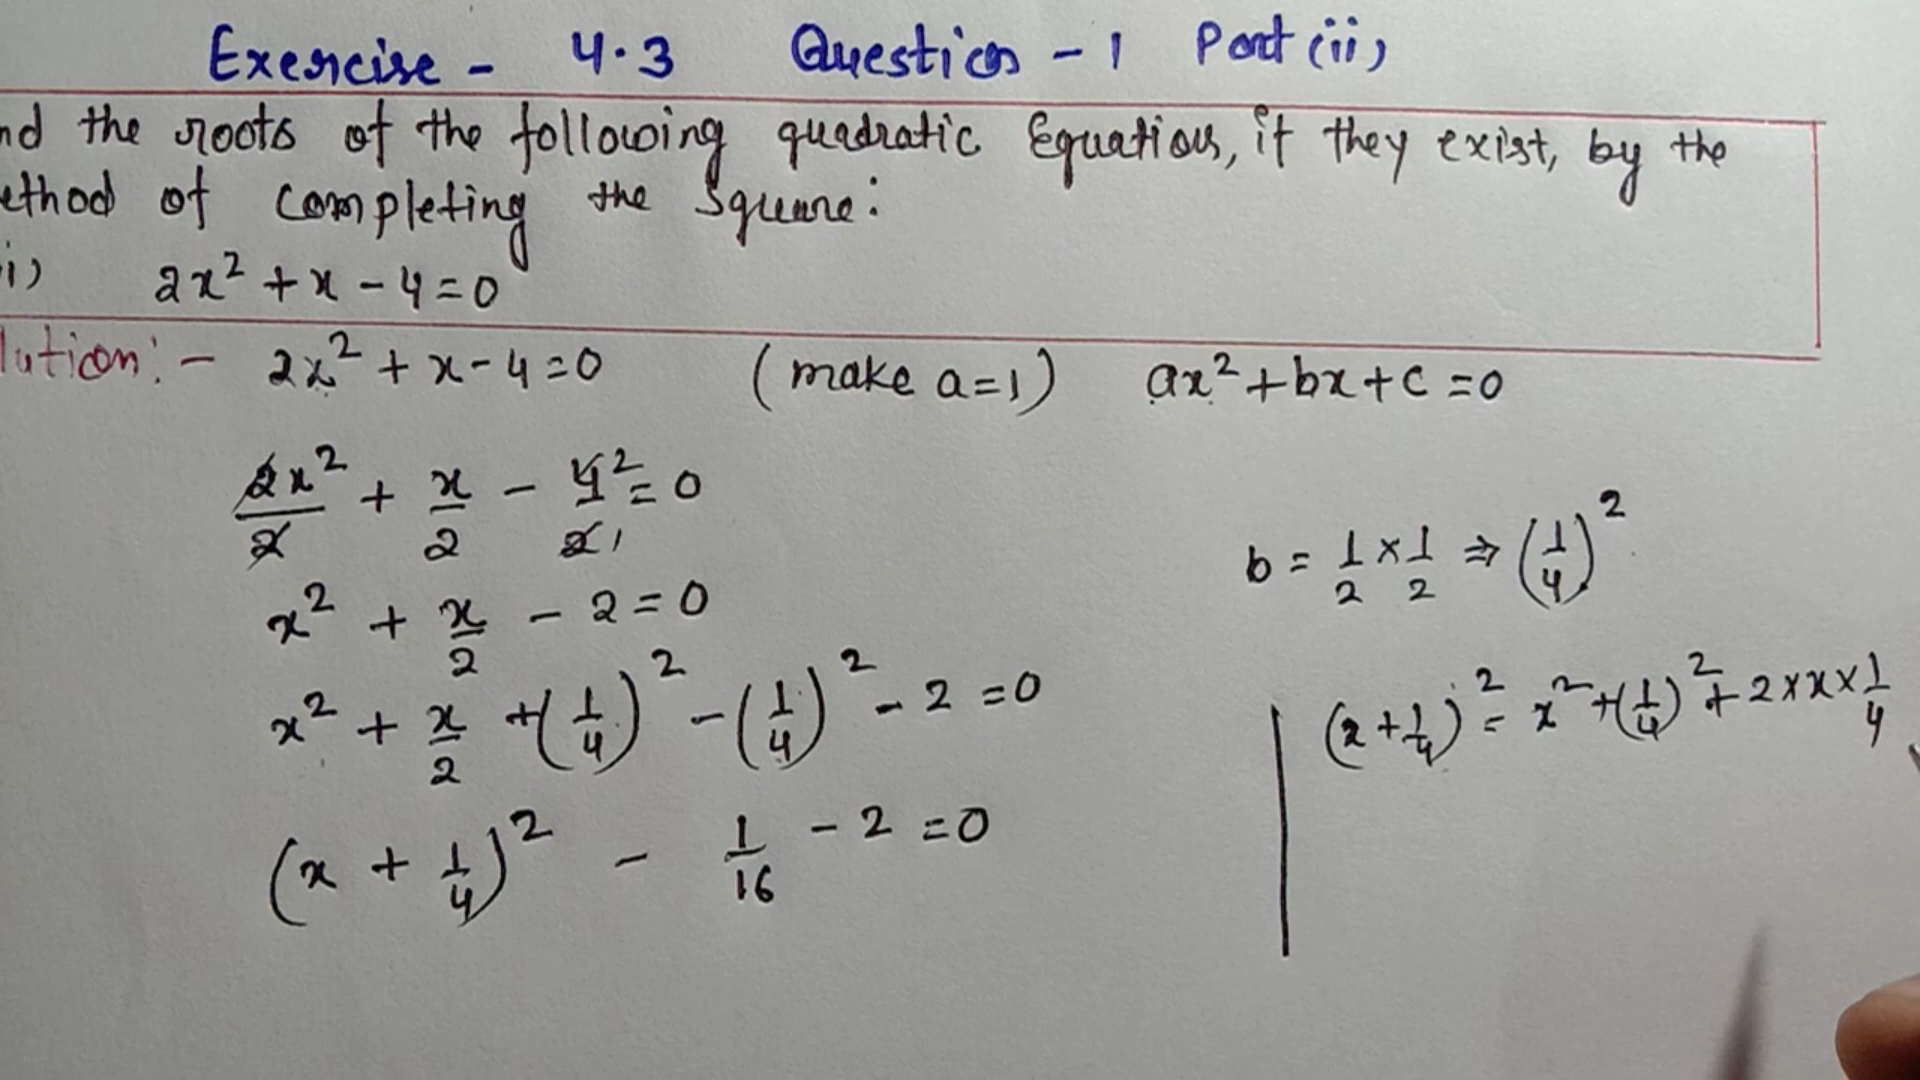 Exercise - 4.3 Question - 1 Part (ii)
nd the roots of the following quadratic Equations, if they exist, by the
ethod of completing the Square:
i) 2x² + x - 4 = 0
lution:- 2x² + x - 4 = 0 (make a=1) ax² + bx + c = 0
2x²/2 + x/2 - 4²/2₁ = 0
b = 1/2 × 1/2 ⇒ (1/4)²
x² + x/2 - 2 = 0
x² + x/2 + (1/4)² - (1/4)² - 2 = 0
(x + 1/4)² = x² + (1/4)² + 2 × x × 1/4
(x + 1/4)² - 1/16 - 2 = 0